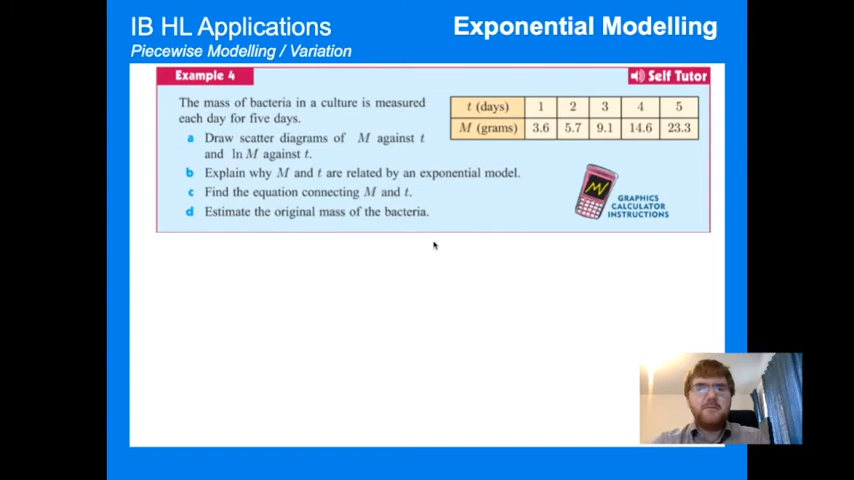 IB HL Applications
Exponential Modelling
Piecewise Modelling / Variation
Example 4
Self Tutor
The mass of bacteria in a culture is measured
each day for five days.
a Draw scatter diagrams of M against t
and ln M against t.
t (days) 1 2 3 4 5
M (grams) 3.6 5.7 9.1 14.6 23.3
b Explain why M and t are related by an exponential model.
c Find the equation connecting M and t.
d Estimate the original mass of the bacteria.
GRAPHICS
CALCULATOR
INSTRUCTIONS